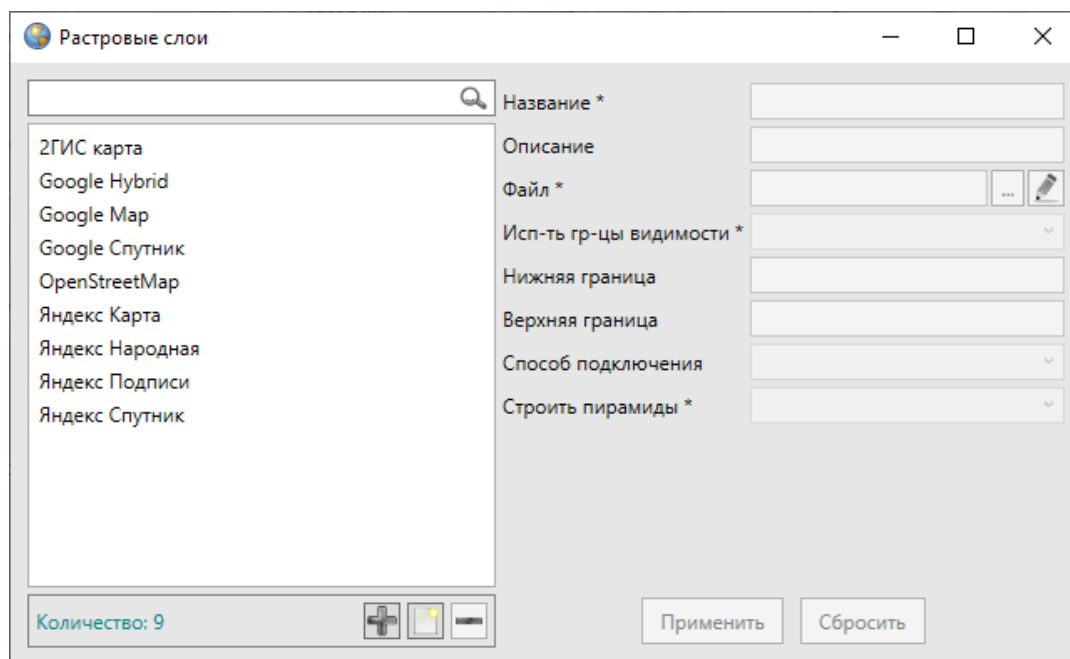 Растровые слои
2ГИС карта
Google Hybrid
Google Map
Google Спутник
OpenStreetMap
Яндекс Карта
Яндекс Народная
Яндекс Подписи
Яндекс Спутник
Количество: 9
Название *
Описание
Файл *
...
Исп-ть гр-цы видимости *
Нижняя граница
Верхняя граница
Способ подключения
Строить пирамиды *
Применить
Сбросить